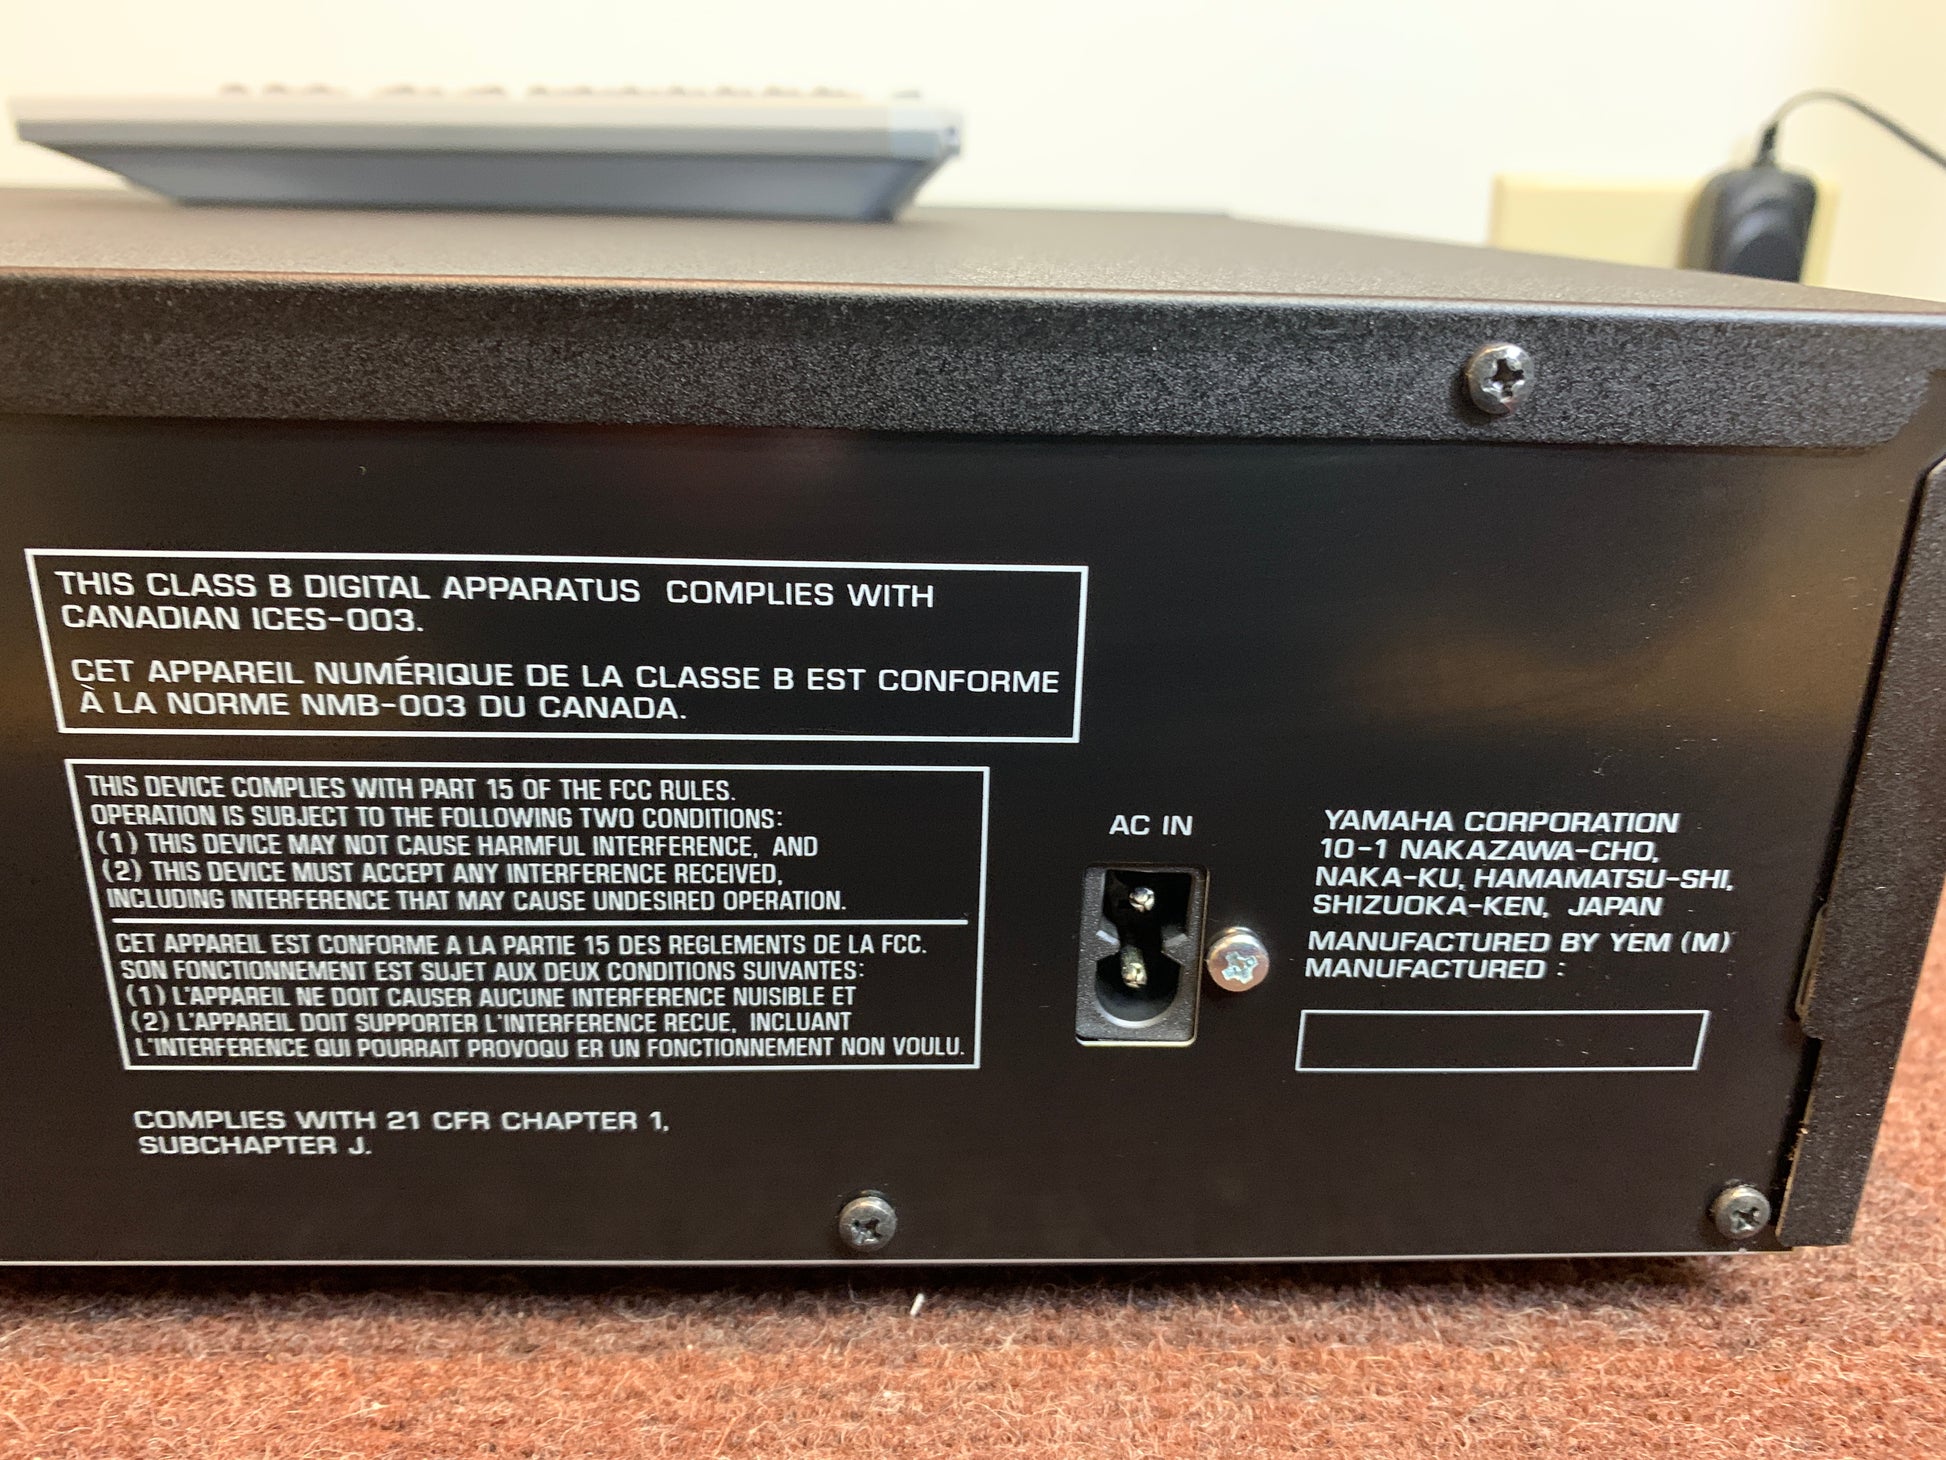 THIS CLASS B DIGITAL APPARATUS COMPLIES WITH
CANADIAN ICES-003.
CET APPAREIL NUMÉRIQUE DE LA CLASSE B EST CONFORME
À LA NORME NMB-003 DU CANADA.
THIS DEVICE COMPLIES WITH PART 15 OF THE FCC RULES.
OPERATION IS SUBJECT TO THE FOLLOWING TWO CONDITIONS:
(1) THIS DEVICE MAY NOT CAUSE HARMFUL INTERFERENCE, AND
(2) THIS DEVICE MUST ACCEPT ANY INTERFERENCE RECEIVED,
INCLUDING INTERFERENCE THAT MAY CAUSE UNDESIRED OPERATION.
CET APPAREIL EST CONFORME A LA PARTIE 15 DES REGLEMENTS DE LA FCC.
SON FONCTIONNEMENT EST SUJET AUX DEUX CONDITIONS SUIVANTES:
(1) L'APPAREIL NE DOIT CAUSER AUCUNE INTERFERENCE NUISIBLE ET
(2) L'APPAREIL DOIT SUPPORTER L'INTERFERENCE RECUE, INCLUANT
L'INTERFERENCE QUI POURRAIT PROVOQU ER UN FONCTIONNEMENT NON VOULU.
COMPLIES WITH 21 CFR CHAPTER 1,
SUBCHAPTER J.
AC IN
YAMAHA CORPORATION
10-1 NAKAZAWA-CHO,
NAKA-KU, HAMAMATSU-SHI,
SHIZUOKA-KEN, JAPAN
MANUFACTURED BY YEM (M)
MANUFACTURED :